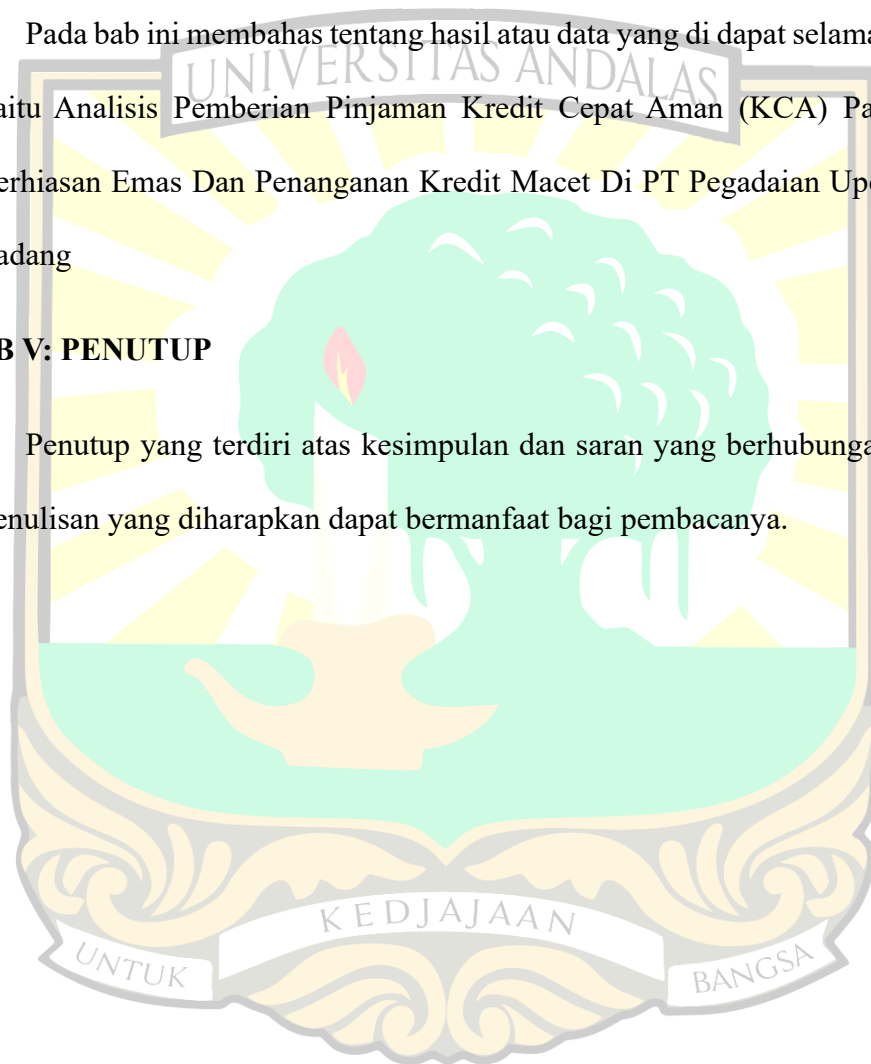 Pada bab ini membahas tentang hasil atau data yang di dapat selama
UNIVERSITAS ANDALAS
aitu Analisis Pemberian Pinjaman Kredit Cepat Aman (KCA) Pa
erhiasan Emas Dan Penanganan Kredit Macet Di PT Pegadaian Up
adang
B V: PENUTUP
Penutup yang terdiri atas kesimpulan dan saran yang berhubunga
enulisan yang diharapkan dapat bermanfaat bagi pembacanya.
KEDJAJAAN
UNTUK
BANGSA